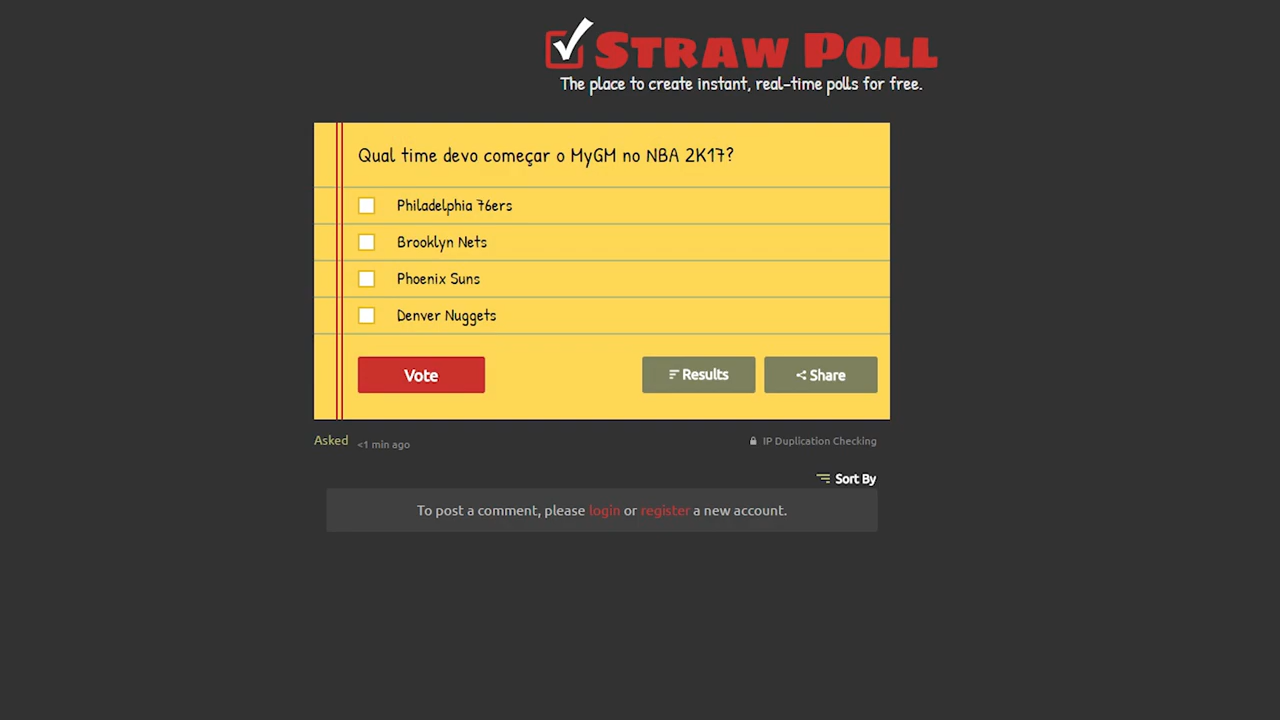 STRAW POLL
The place to create instant, real-time polls for free.
Qual time devo começar o MyGM no NBA 2K17?
Philadelphia 76ers
Brooklyn Nets
Phoenix Suns
Denver Nuggets
Vote Results Share
Asked <1 min ago IP Duplication Checking
Sort By
To post a comment, please login or register a new account.